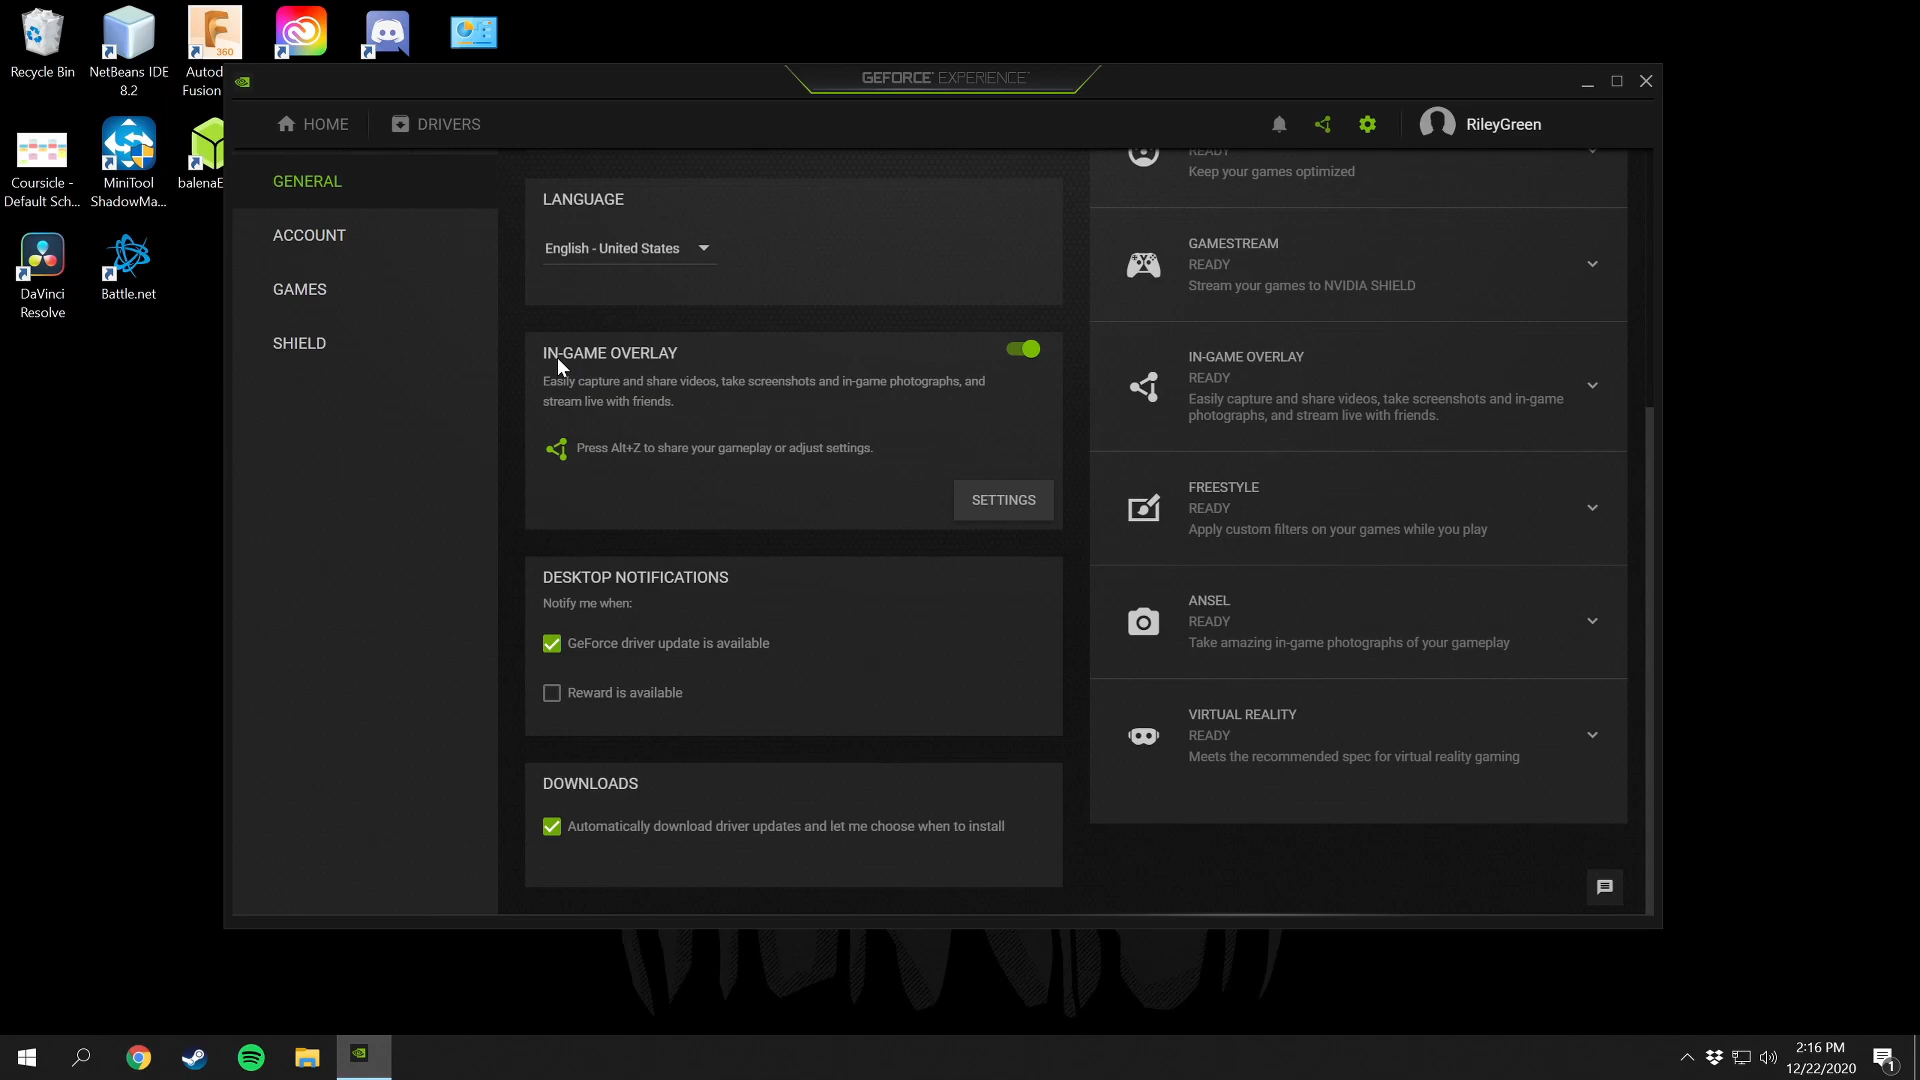 Recycle Bin
NetBeans IDE
8.2
Autod
Fusion
360
GEFORCE EXPERIENCE
HOME
DRIVERS
RileyGreen
Coursicle -
Default Sch...
MiniTool
ShadowMa...
balenaE
DaVinci
Resolve
Battle.net
GENERAL
ACCOUNT
GAMES
SHIELD
LANGUAGE
English - United States
IN-GAME OVERLAY
Easily capture and share videos, take screenshots and in-game photographs, and
stream live with friends.
Press Alt+Z to share your gameplay or adjust settings.
SETTINGS
DESKTOP NOTIFICATIONS
Notify me when:
GeForce driver update is available
Reward is available
DOWNLOADS
Automatically download driver updates and let me choose when to install
READY
Keep your games optimized
GAMESTREAM
READY
Stream your games to NVIDIA SHIELD
IN-GAME OVERLAY
READY
Easily capture and share videos, take screenshots and in-game
photographs, and stream live with friends.
FREESTYLE
READY
Apply custom filters on your games while you play
ANSEL
READY
Take amazing in-game photographs of your gameplay
VIRTUAL REALITY
READY
Meets the recommended spec for virtual reality gaming
2:16 PM
12/22/2020
1